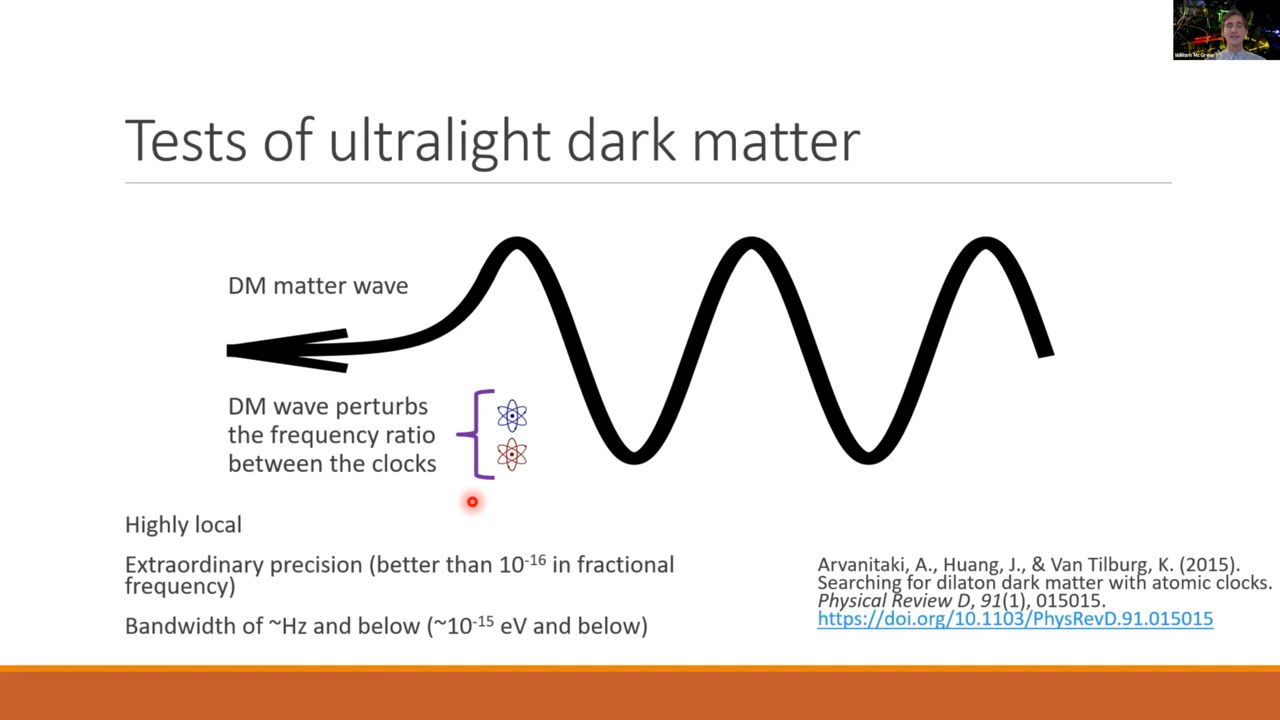 William McGrew
Tests of ultralight dark matter
DM matter wave
DM wave perturbs
the frequency ratio
between the clocks
Highly local
Extraordinary precision (better than 10⁻¹⁶ in fractional
frequency)
Bandwidth of ~Hz and below (~10⁻¹⁵ eV and below)
Arvanitaki, A., Huang, J., & Van Tilburg, K. (2015).
Searching for dilaton dark matter with atomic clocks.
Physical Review D, 91(1), 015015.
https://doi.org/10.1103/PhysRevD.91.015015